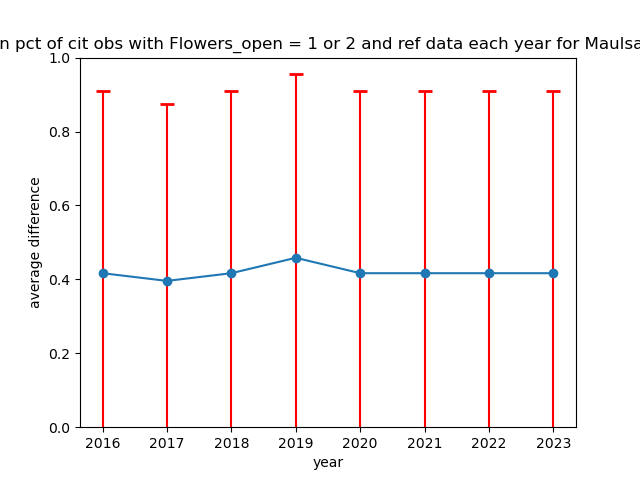 n pct of cit obs with Flowers_open = 1 or 2 and ref data each year for Maulsa
1.0
0.8
0.6
0.4
0.2
0.0
average difference
2016 2017 2018 2019 2020 2021 2022 2023
year